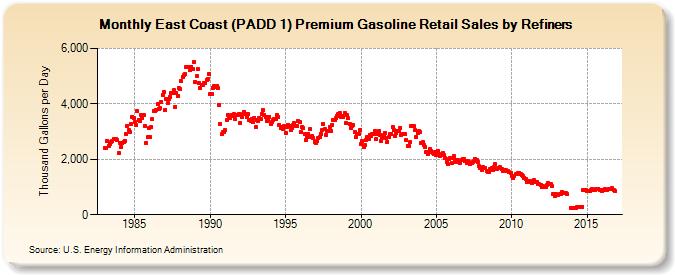 Monthly East Coast (PADD 1) Premium Gasoline Retail Sales by Refiners
Thousand Gallons per Day
6,000
4,000
2,000
0
1985 1990 1995 2000 2005 2010 2015
Source: U.S. Energy Information Administration